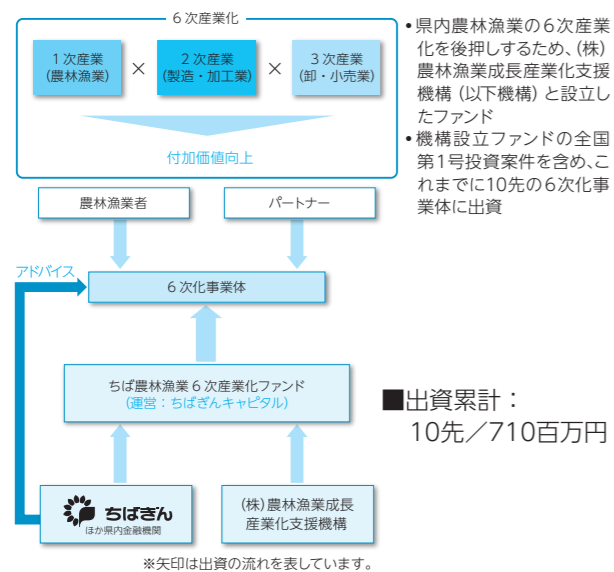 6次産業化
1次産業
(農林漁業)
×
2次産業
(製造・加工業)
×
3次産業
(卸・小売業)
付加価値向上
農林漁業者
パートナー
アドバイス
6次化事業体
ちば農林漁業6次産業化ファンド
(運営：ちばぎんキャピタル)
ちばぎん
ほか県内金融機関
(株)農林漁業成長
産業化支援機構
※矢印は出資の流れを表しています。
•県内農林漁業の6次産業
化を後押しするため、(株)
農林漁業成長産業化支援
機構（以下機構）と設立し
たファンド
•機構設立ファンドの全国
第1号投資案件を含め、こ
れまでに10先の6次化事
業体に出資
■出資累計：
10先／710百万円